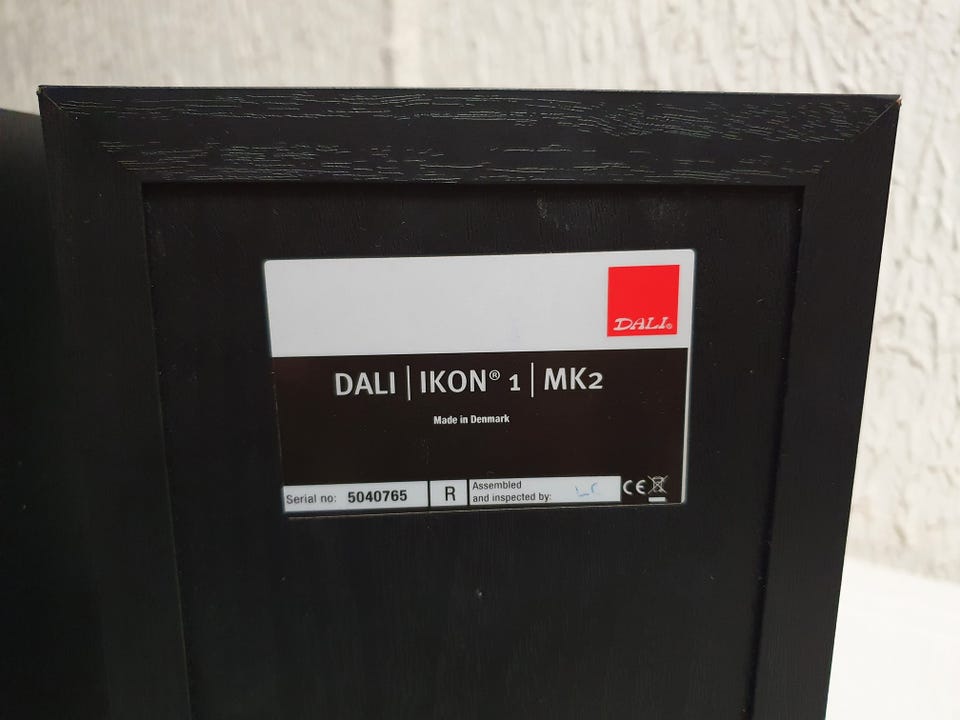 DALI®
DALI | IKON® 1 | MK2
Made in Denmark
Serial no: 5040765
R
Assembled
and inspected by:
CE